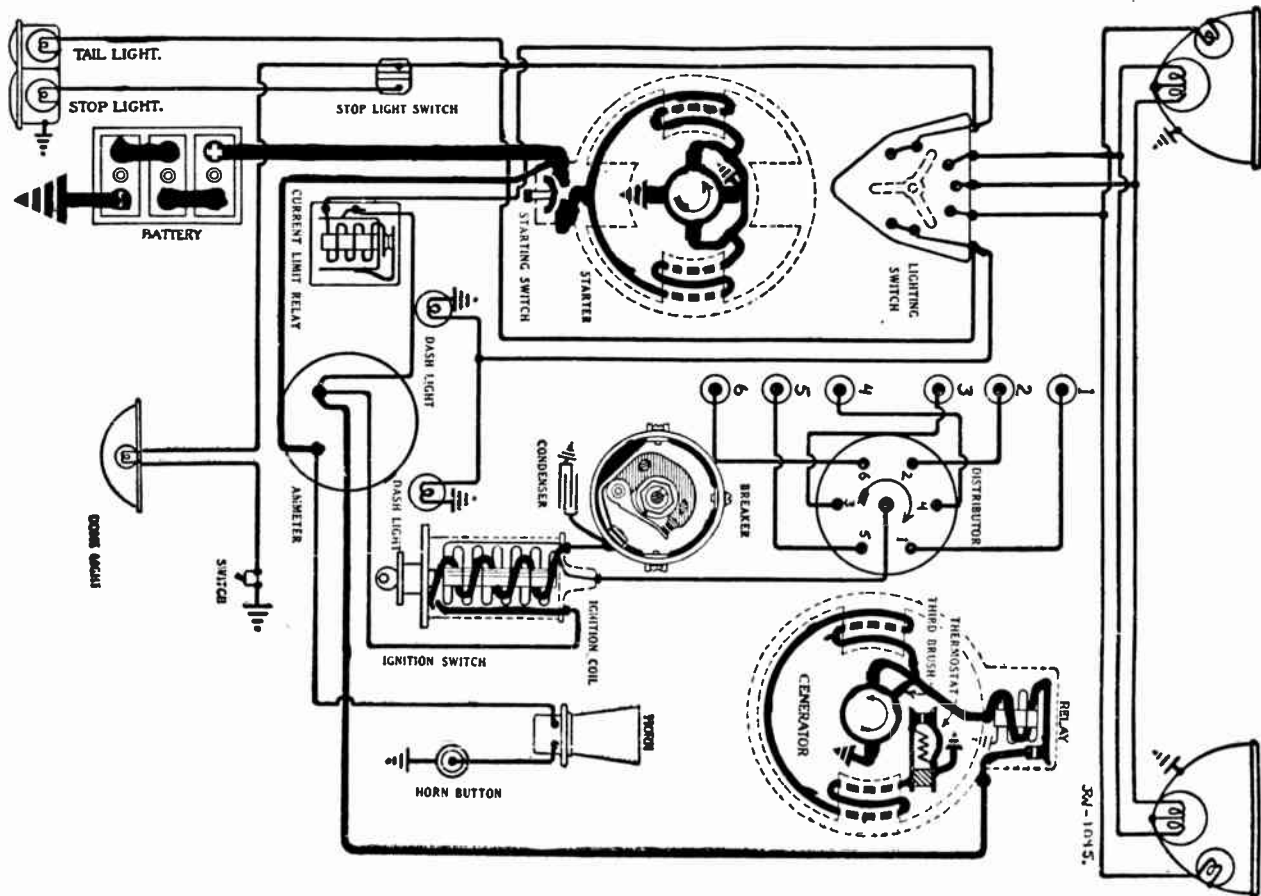 TAIL LIGHT.
STOP LIGHT.
STOP LIGHT SWITCH
BATTERY
CURRENT LIMIT RELAY
STARTING SWITCH
STARTER
LIGHTING
SWITCH
DASH LIGHT
AMMETER
DASH LIGHT
CONDENSER
BREAKER
6
5
4
3
2
1
DISTRIBUTOR
6
2
3
4
5
1
SWITCH
IGNITION SWITCH
IGNITION COIL
THIRD BRUSH
THERMOSTAT
GENERATOR
RELAY
HORN
HORN BUTTON